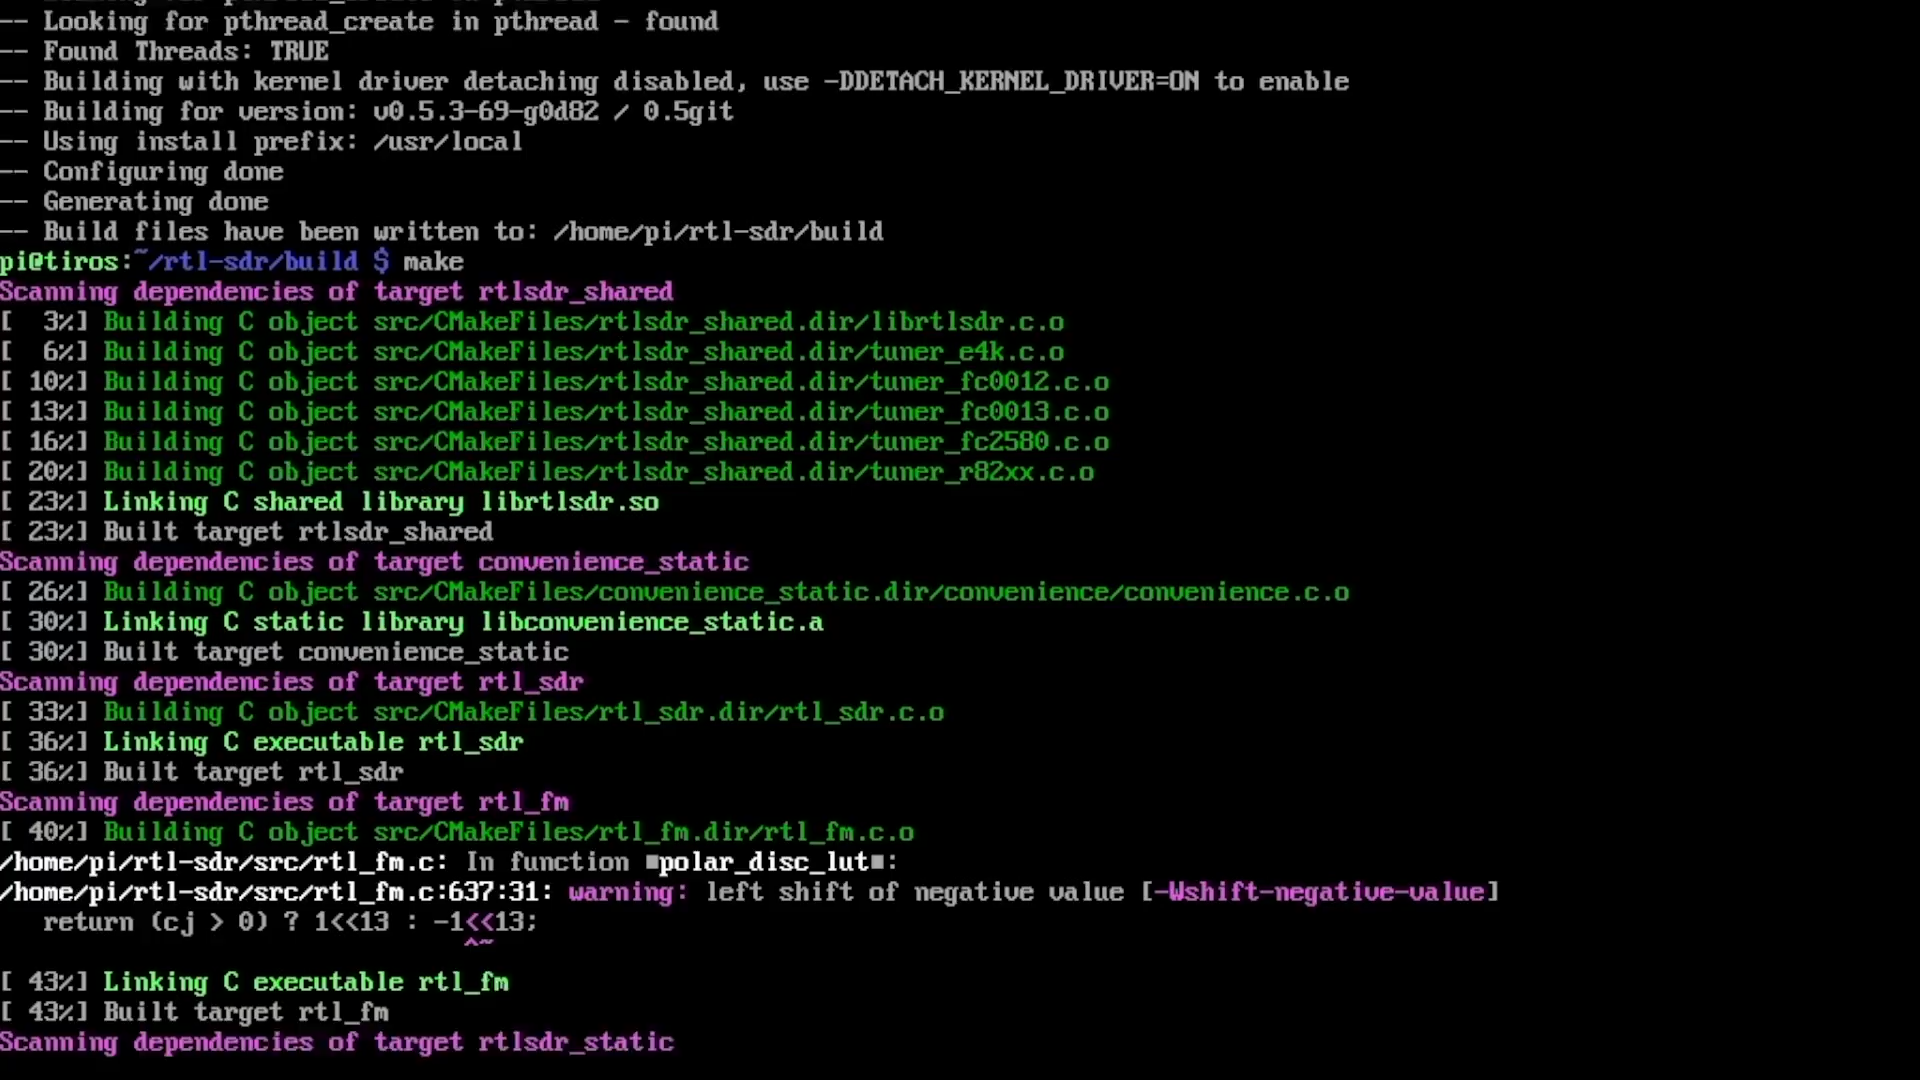 -- Looking for pthread_create in pthread - found
-- Found Threads: TRUE
-- Building with kernel driver detaching disabled, use -DDETACH_KERNEL_DRIVER=ON to enable
-- Building for version: v0.5.3-69-g0d82 / 0.5git
-- Using install prefix: /usr/local
-- Configuring done
-- Generating done
-- Build files have been written to: /home/pi/rtl-sdr/build
pi@tiros:~/rtl-sdr/build $ make
Scanning dependencies of target rtlsdr_shared
[  3%] Building C object src/CMakeFiles/rtlsdr_shared.dir/librtlsdr.c.o
[  6%] Building C object src/CMakeFiles/rtlsdr_shared.dir/tuner_e4k.c.o
[ 10%] Building C object src/CMakeFiles/rtlsdr_shared.dir/tuner_fc0012.c.o
[ 13%] Building C object src/CMakeFiles/rtlsdr_shared.dir/tuner_fc0013.c.o
[ 16%] Building C object src/CMakeFiles/rtlsdr_shared.dir/tuner_fc2580.c.o
[ 20%] Building C object src/CMakeFiles/rtlsdr_shared.dir/tuner_r82xx.c.o
[ 23%] Linking C shared library librtlsdr.so
[ 23%] Built target rtlsdr_shared
Scanning dependencies of target convenience_static
[ 26%] Building C object src/CMakeFiles/convenience_static.dir/convenience/convenience.c.o
[ 30%] Linking C static library libconvenience_static.a
[ 30%] Built target convenience_static
Scanning dependencies of target rtl_sdr
[ 33%] Building C object src/CMakeFiles/rtl_sdr.dir/rtl_sdr.c.o
[ 36%] Linking C executable rtl_sdr
[ 36%] Built target rtl_sdr
Scanning dependencies of target rtl_fm
[ 40%] Building C object src/CMakeFiles/rtl_fm.dir/rtl_fm.c.o
/home/pi/rtl-sdr/src/rtl_fm.c: In function ■polar_disc_lut■:
/home/pi/rtl-sdr/src/rtl_fm.c:637:31: warning: left shift of negative value [-Wshift-negative-value]
   return (cj > 0) ? 1<<13 : -1<<13;
                               ^~
[ 43%] Linking C executable rtl_fm
[ 43%] Built target rtl_fm
Scanning dependencies of target rtlsdr_static